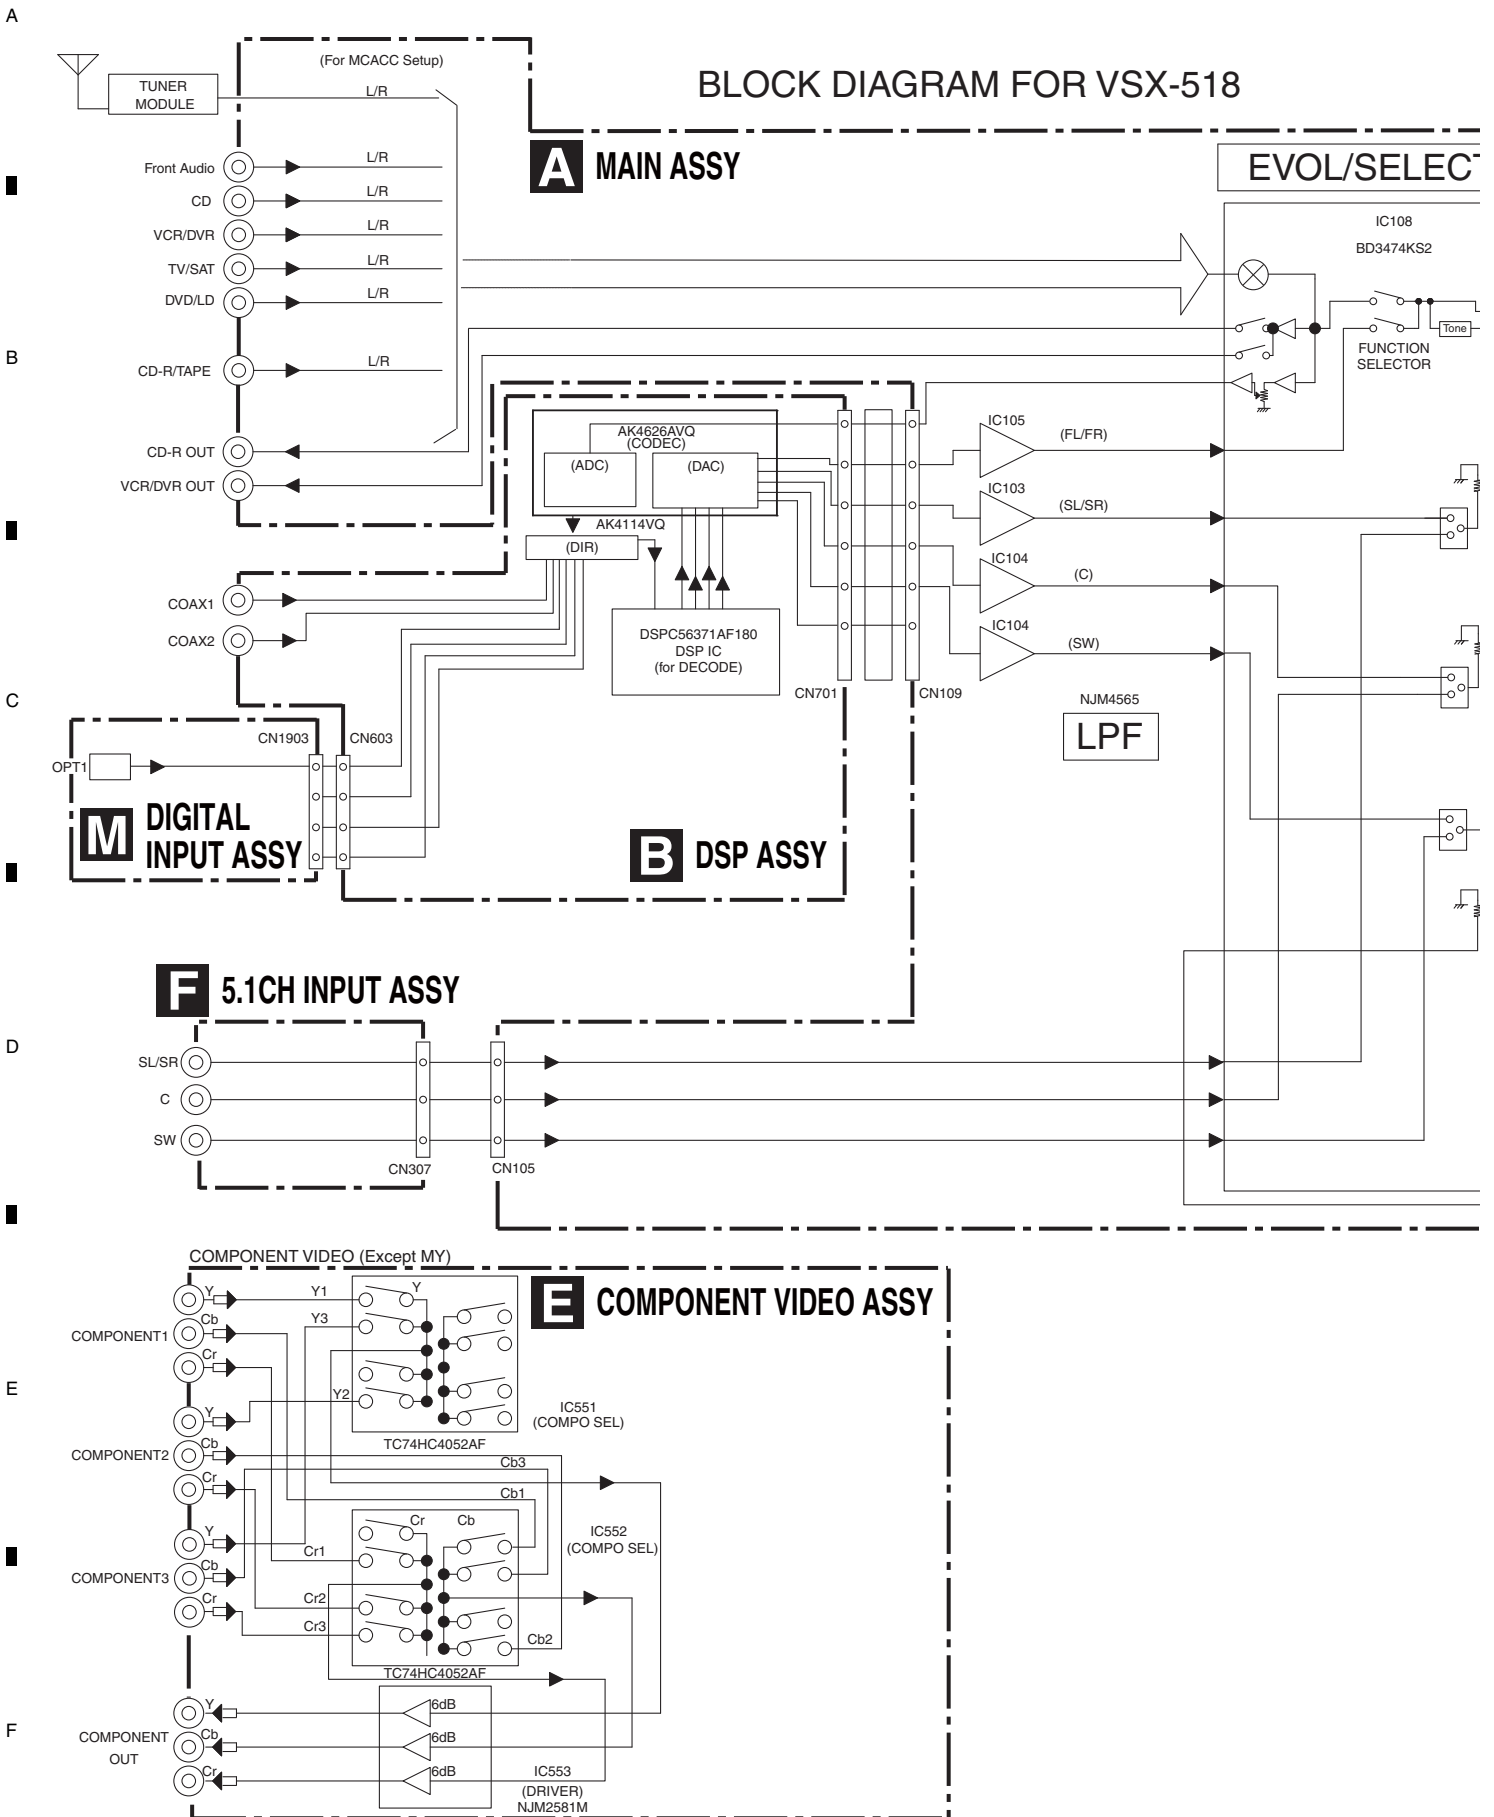 A
(For MCACC Setup)
TUNER
MODULE
L/R
BLOCK DIAGRAM FOR VSX-518
A MAIN ASSY
EVOL/SELECT
Front Audio
L/R
CD
L/R
VCR/DVR
L/R
TV/SAT
L/R
DVD/LD
L/R
IC108
BD3474KS2
Tone
FUNCTION
SELECTOR
B
CD-R/TAPE
L/R
CD-R OUT
VCR/DVR OUT
AK4626AVQ
(CODEC)
(ADC)
(DAC)
AK4114VQ
(DIR)
IC105
(FL/FR)
IC103
(SL/SR)
IC104
(C)
IC104
(SW)
COAX1
COAX2
DSPC56371AF180
DSP IC
(for DECODE)
C
CN701
CN109
NJM4565
LPF
CN1903
CN603
OPT1
M DIGITAL
INPUT ASSY
B DSP ASSY
F 5.1CH INPUT ASSY
D
SL/SR
C
SW
CN307
CN105
COMPONENT VIDEO (Except MY)
E COMPONENT VIDEO ASSY
Y
Y1
Y
Cb
Y3
COMPONENT1
Cr
E
Y2
Y
IC551
(COMPO SEL)
TC74HC4052AF
COMPONENT2
Cb
Cb3
Cr
Cb1
Cr
Cb
IC552
(COMPO SEL)
Y
Cr1
COMPONENT3
Cb
Cr
Cr2
Cr3
Cb2
TC74HC4052AF
F
Y
6dB
COMPONENT
OUT
Cb
6dB
Cr
6dB
IC553
(DRIVER)
NJM2581M